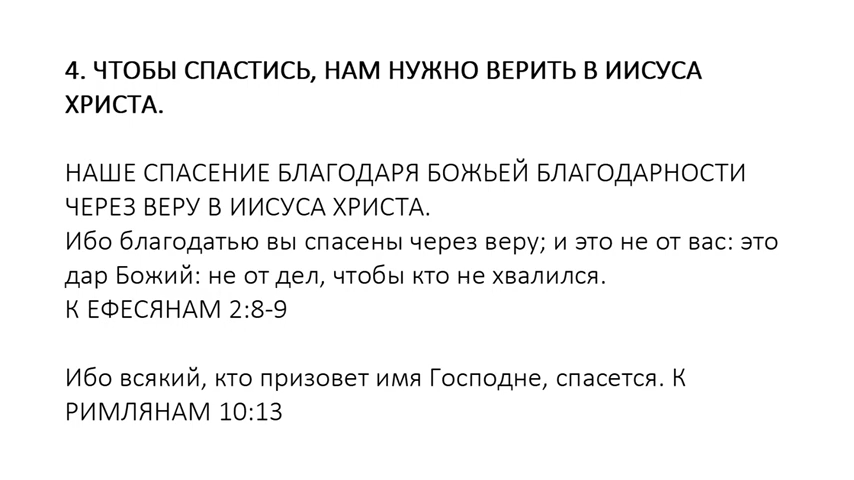 4. ЧТОБЫ СПАСТИСЬ, НАМ НУЖНО ВЕРИТЬ В ИИСУСА
ХРИСТА.
НАШЕ СПАСЕНИЕ БЛАГОДАРЯ БОЖЬЕЙ БЛАГОДАРНОСТИ
ЧЕРЕЗ ВЕРУ В ИИСУСА ХРИСТА.
Ибо благодатью вы спасены через веру; и это не от вас: это
дар Божий: не от дел, чтобы кто не хвалился.
К ЕФЕСЯНАМ 2:8-9
Ибо всякий, кто призовет имя Господне, спасется. К
РИМЛЯНАМ 10:13